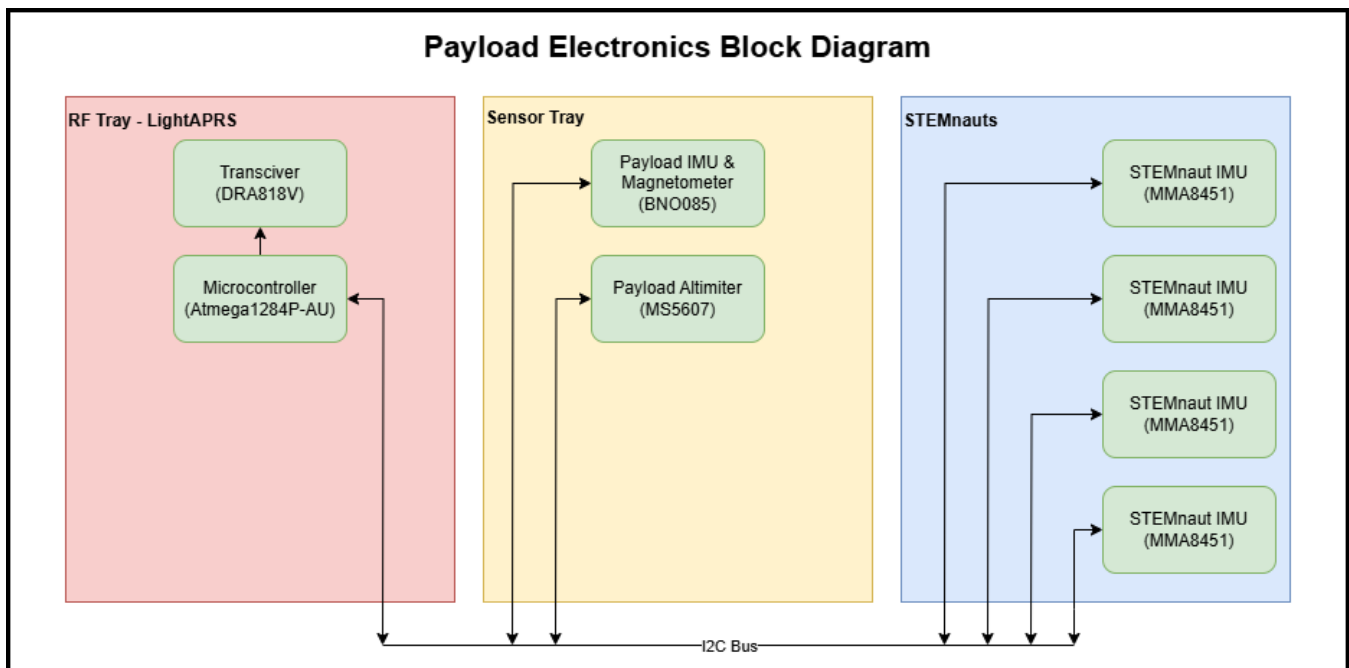 Payload Electronics Block Diagram
RF Tray - LightAPRS
Transciver
(DRA818V)
Microcontroller
(Atmega1284P-AU)
Sensor Tray
Payload IMU &
Magnetometer
(BNO085)
Payload Altimiter
(MS5607)
STEMnauts
STEMnaut IMU
(MMA8451)
STEMnaut IMU
(MMA8451)
STEMnaut IMU
(MMA8451)
STEMnaut IMU
(MMA8451)
I2C Bus